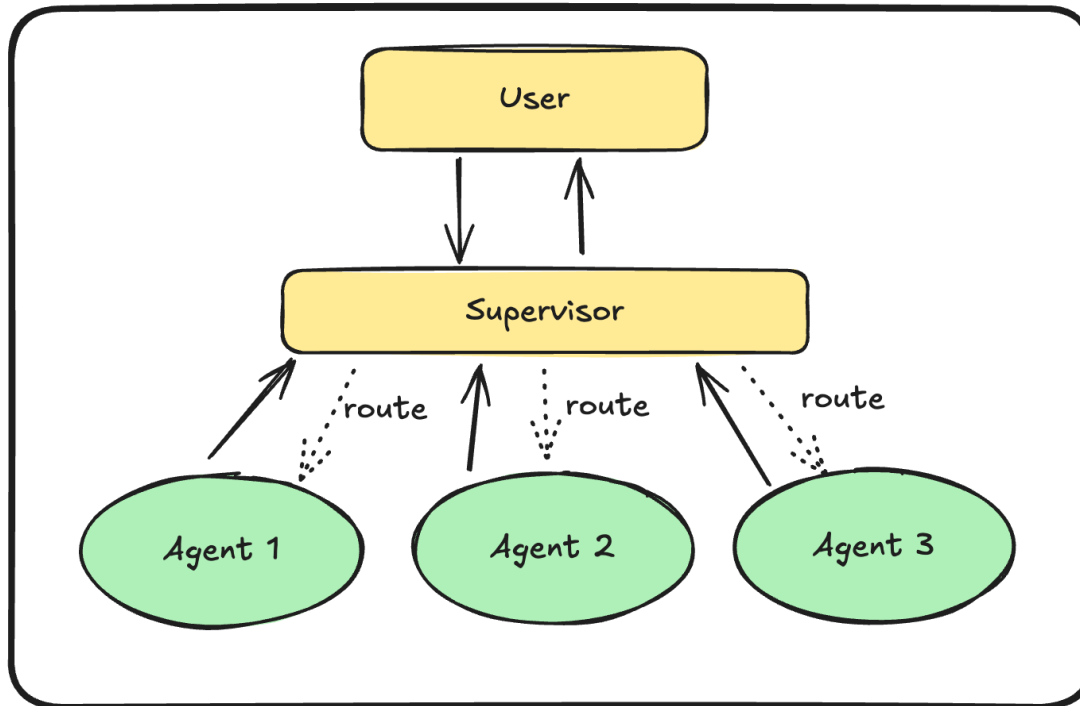 User
Supervisor
route
route
route
Agent 1
Agent 2
Agent 3